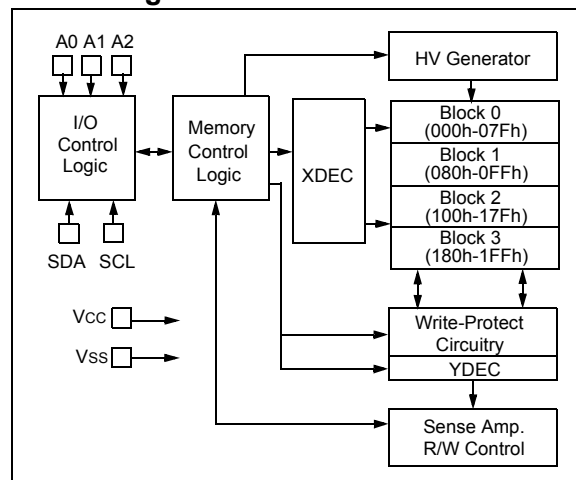 A0 A1 A2
HV Generator
I/O
Control
Logic
Memory
Control
Logic
XDEC
Block 0
(000h-07Fh)
Block 1
(080h-0FFh)
Block 2
(100h-17Fh)
Block 3
(180h-1FFh)
SDA SCL
VCC
VSS
Write-Protect
Circuitry
YDEC
Sense Amp.
R/W Control